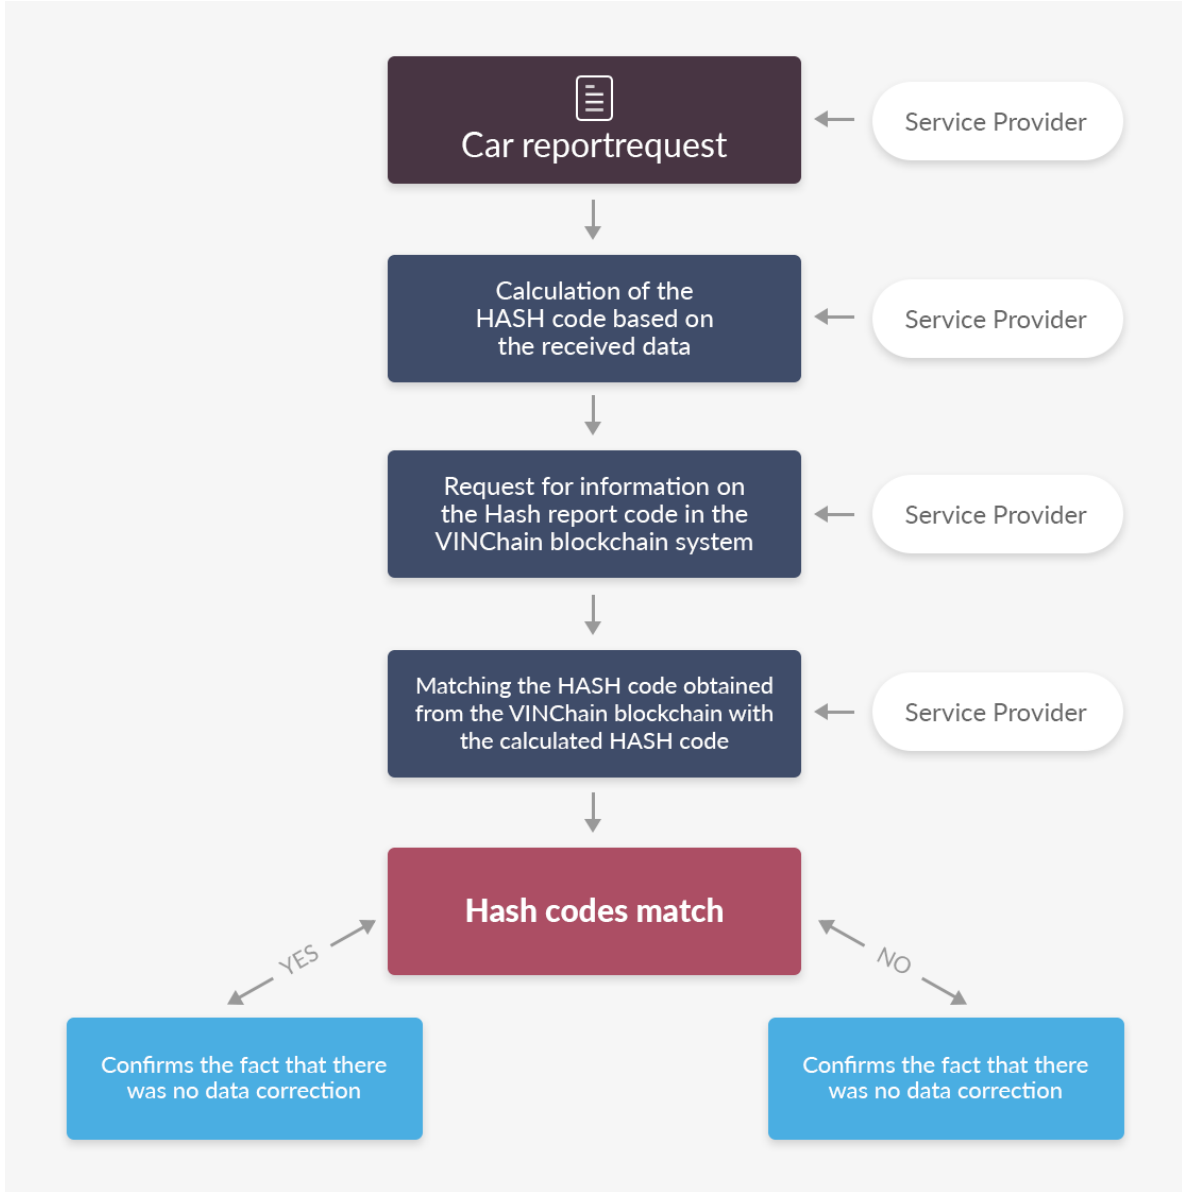 Car reportrequest
Service Provider
Calculation of the
HASH code based on
the received data
Service Provider
Request for information on
the Hash report code in the
VINChain blockchain system
Service Provider
Matching the HASH code obtained
from the VINChain blockchain with
the calculated HASH code
Service Provider
Hash codes match
YES
NO
Confirms the fact that there
was no data correction
Confirms the fact that there
was no data correction